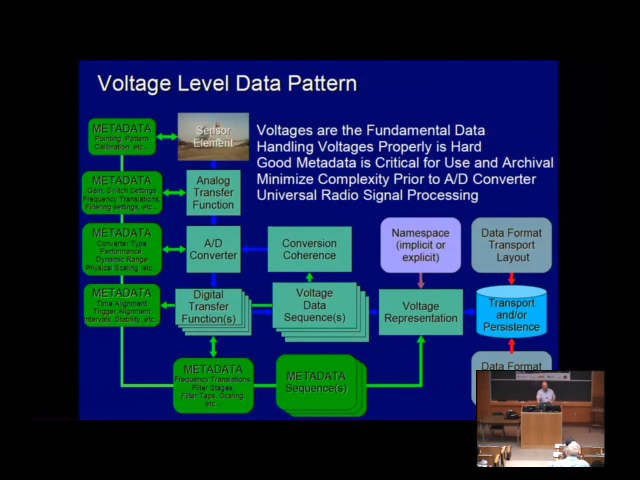 Voltage Level Data Pattern
METADATA
Pointing, Pattern
Calibration, etc...
Sensor
Element
Voltages are the Fundamental Data
Handling Voltages Properly is Hard
Good Metadata is Critical for Use and Archival
Minimize Complexity Prior to A/D Converter
Universal Radio Signal Processing
METADATA
Gain, Switch Settings
Frequency Translations,
Filtering settings, etc...
Analog
Transfer
Function
METADATA
Converter Type
Performance
Dynamic Range
Physical Scaling, etc...
A/D
Converter
Conversion
Coherence
Namespace
(implicit or
explicit)
Data Format
Transport
Layout
METADATA
Time Alignment
Trigger Alignment
Intervals, Stability, etc...
Digital
Transfer
Function(s)
Voltage
Data
Sequence(s)
Voltage
Representation
Transport
and/or
Persistence
METADATA
Frequency Translations,
Filter Stages,
Filter Taps, Scaling,
etc...
METADATA
Sequence(s)
Data Format